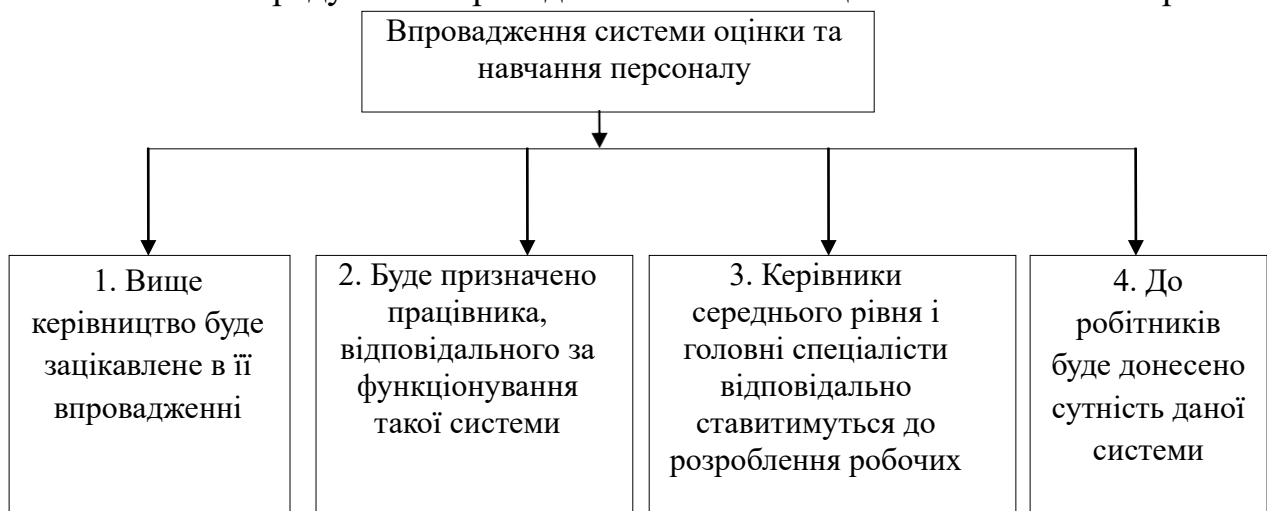 Впровадження системи оцінки та
навчання персоналу
1. Вище
керівництво буде
зацікавлене в її
впровадженні
2. Буде призначено
працівника,
відповідального за
функціонування
такої системи
3. Керівники
середнього рівня і
головні спеціалісти
відповідально
ставитимуться до
розроблення робочих
4. До
робітників
буде донесено
сутність даної
системи